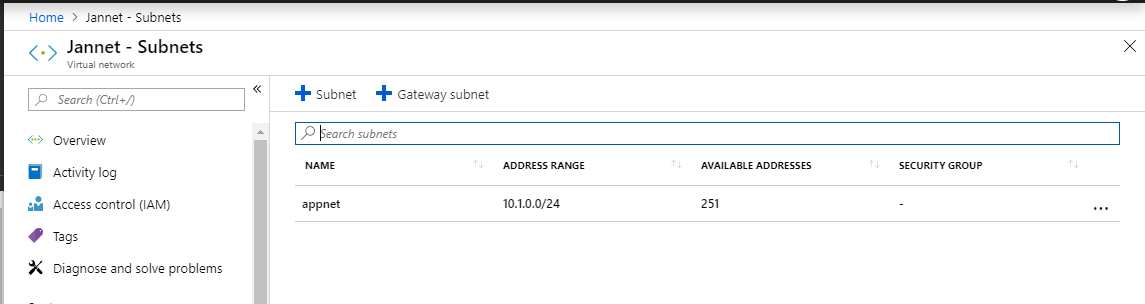 Home > Jannet - Subnets
Jannet - Subnets
Virtual network
Search (Ctrl+/)
Overview
Activity log
Access control (IAM)
Tags
Diagnose and solve problems
Subnet Gateway subnet
Search subnets
NAME ADDRESS RANGE AVAILABLE ADDRESSES SECURITY GROUP
appnet 10.1.0.0/24 251 -